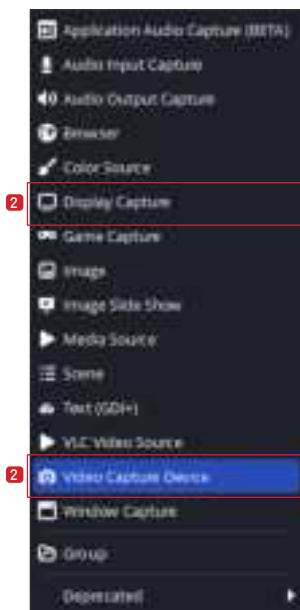 Application Audio Capture (BETA)
Audio Input Capture
Audio Output Capture
Browser
Color Source
2 Display Capture
Game Capture
Image
Image Slide Show
Media Source
Scene
Text (GDI+)
VLC Video Source
2 Video Capture Device
Window Capture
Group
Deprecated